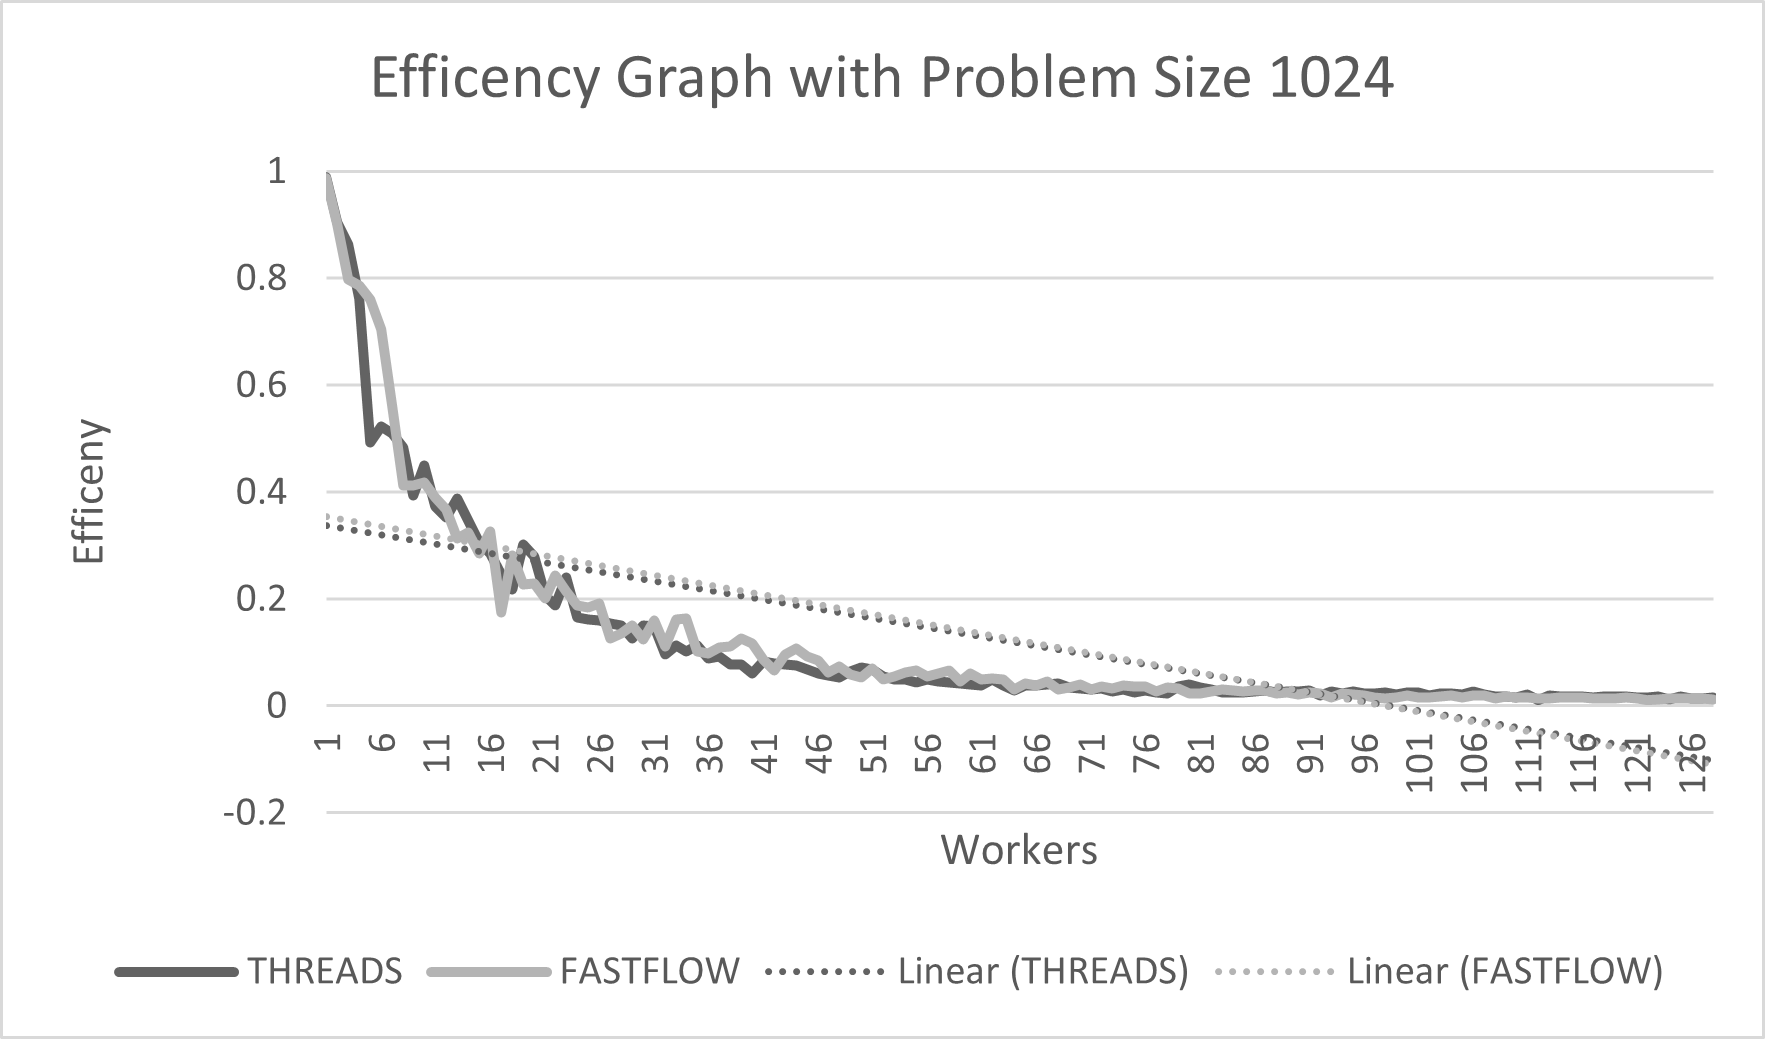 Efficency Graph with Problem Size 1024
1
0.8
0.6
0.4
0.2
0
-0.2
Efficeny
1 6 11 16 21 26 31 36 41 46 51 56 61 66 71 76 81 86 91 96 101 106 111 116 121 126
Workers
THREADS FASTFLOW Linear (THREADS) Linear (FASTFLOW)